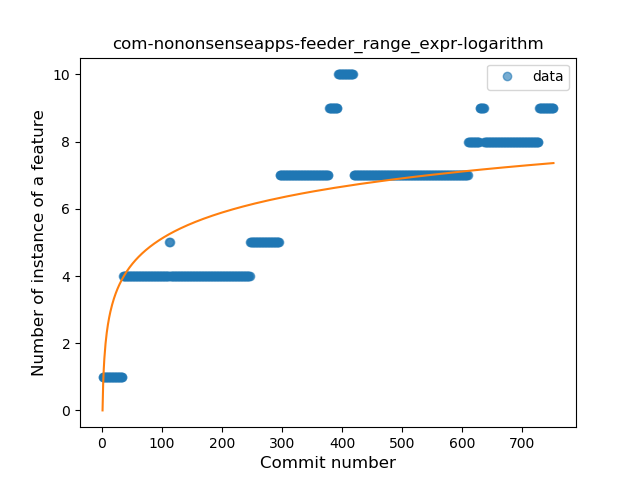 com-nononsenseapps-feeder_range_expr-logarithm
data
Number of instance of a feature
10
8
6
4
2
0
0 100 200 300 400 500 600 700
Commit number